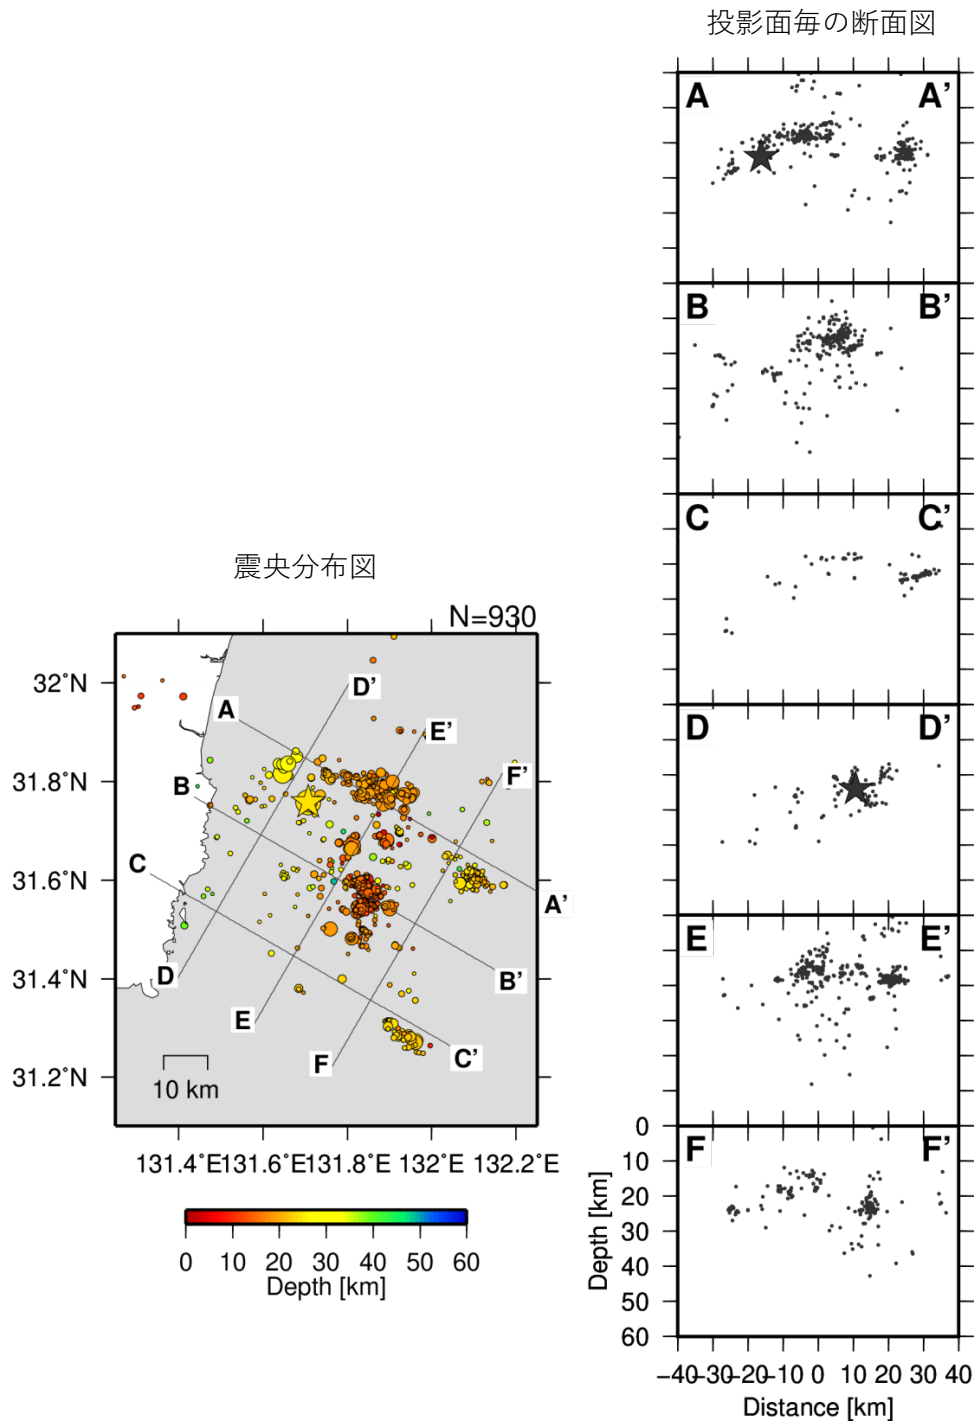 投影面毎の断面図
A A’
B B’
C C’
D D’
E E’
F F’
0
10
20
30
40
50
60
Depth [km]
−40 −30 −20 −10 0 10 20 30 40
Distance [km]
震央分布図
N=930
32°N
31.8°N
31.6°N
31.4°N
31.2°N
A
D’
E’
B
F’
C
A’
D
B’
E
F
C’
10 km
131.4°E 131.6°E 131.8°E 132°E 132.2°E
0 10 20 30 40 50 60
Depth [km]